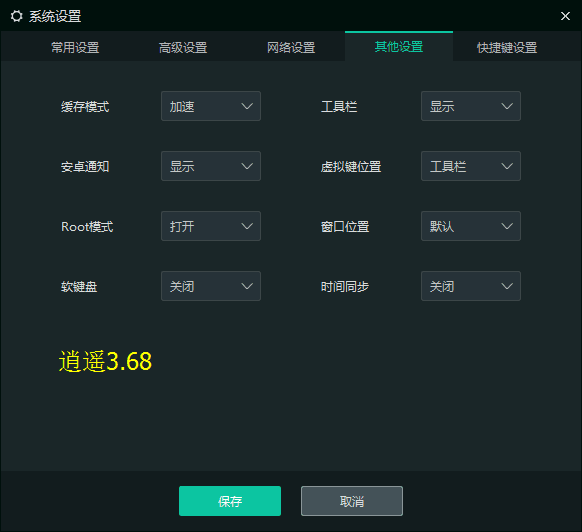 系统设置
常用设置 高级设置 网络设置 其他设置 快捷键设置
缓存模式 加速 工具栏 显示
安卓通知 显示 虚拟键位置 工具栏
Root模式 打开 窗口位置 默认
软键盘 关闭 时间同步 关闭
逍遥3.68
保存 取消